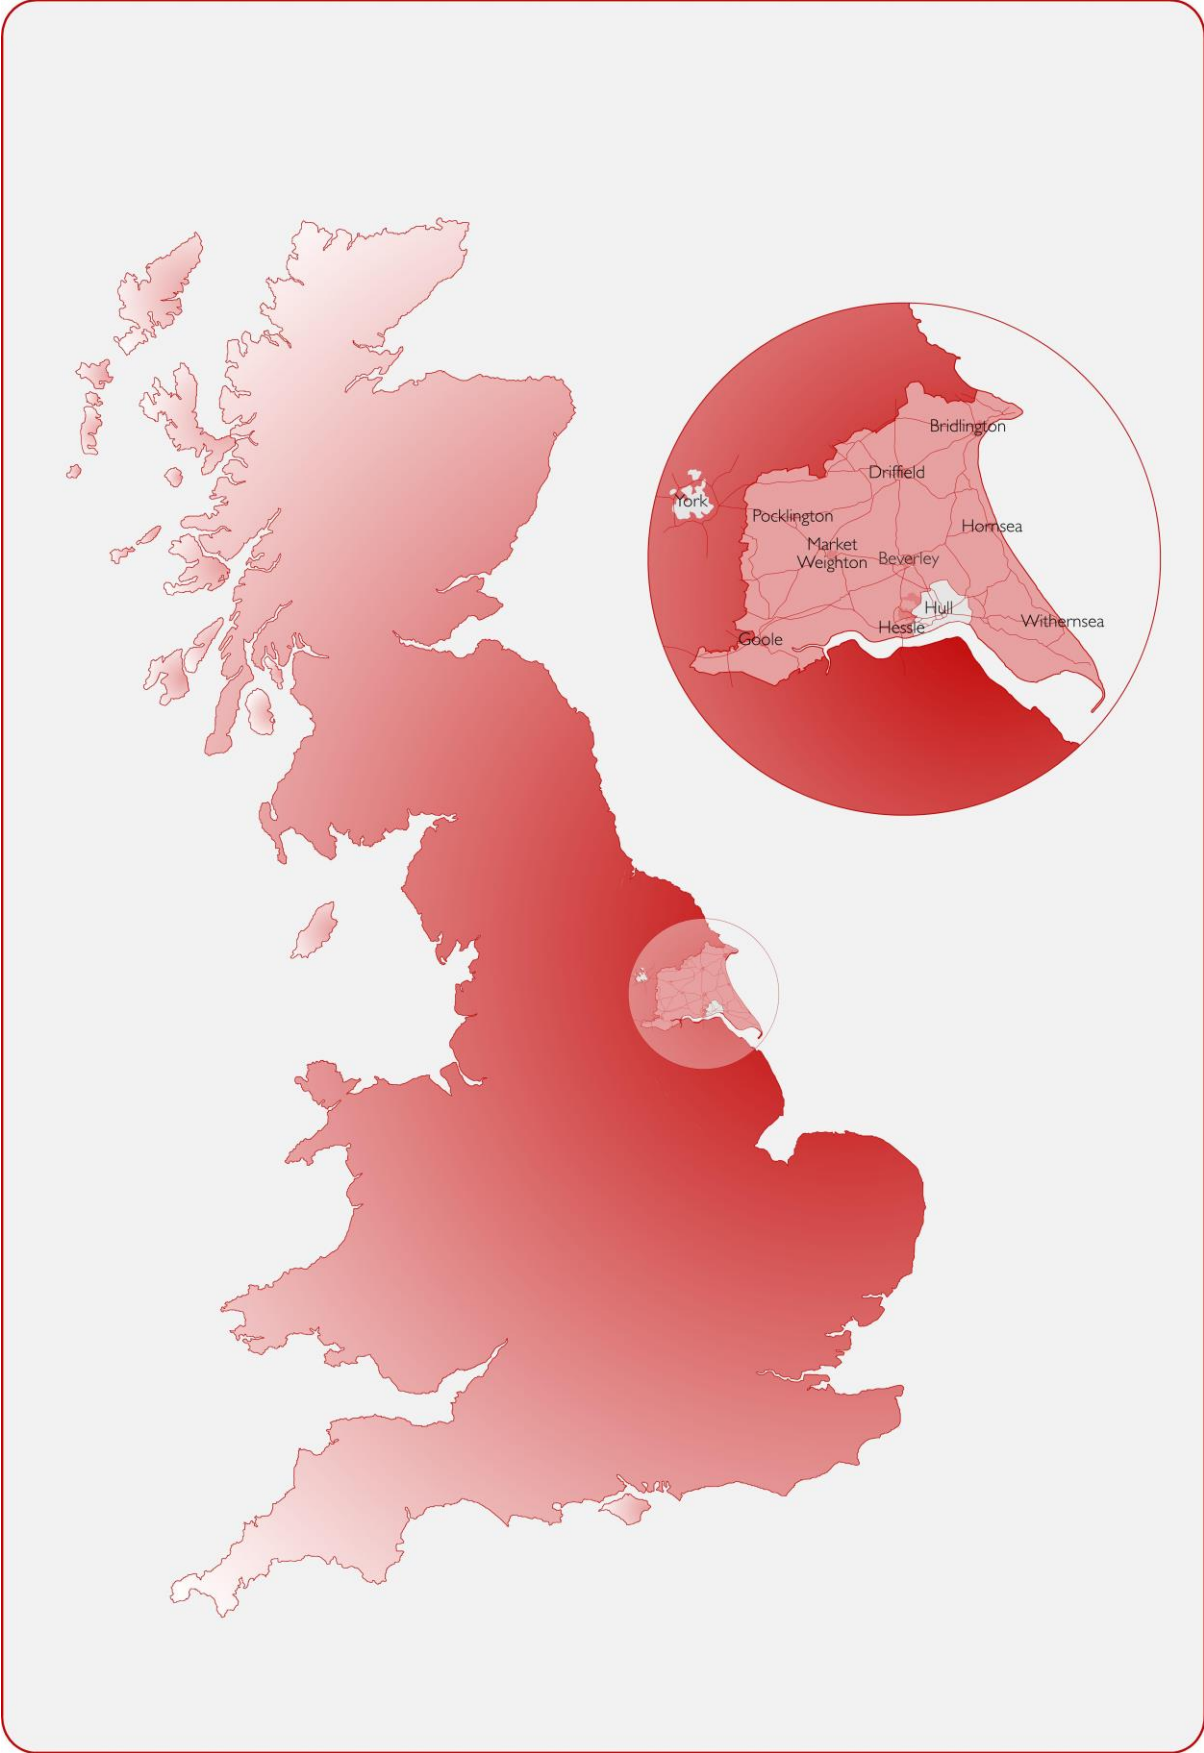 Bridlington
Driffield
York
Pocklington
Hornsea
Market
Weighton
Beverley
Hull
Withernsea
Hessle
Goole